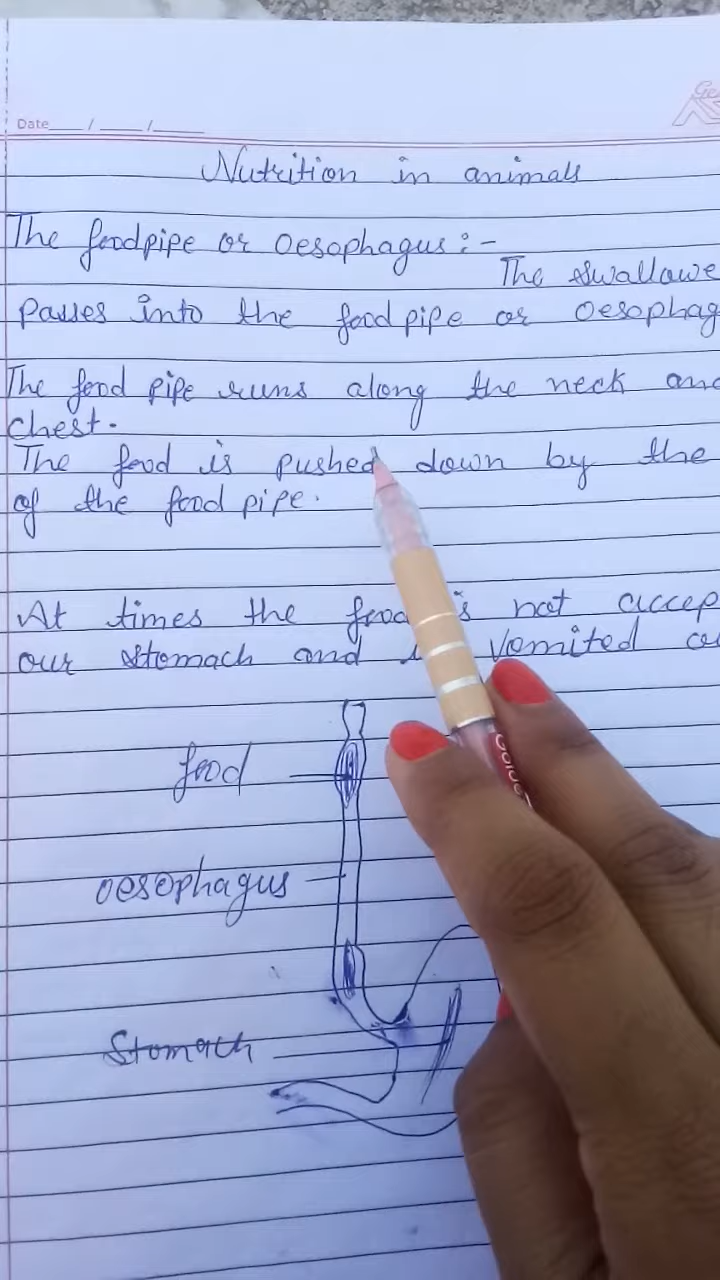 Date / /
Nutrition in animals
The foodpipe or Oesophagus:-
The swallowe
passes into the food pipe or oesophag
The food pipe runs along the neck and
chest.
The food is pushed down by the
of the food pipe.
At times the food is not accep
our stomach and vomited
food
oesophagus
Stomach